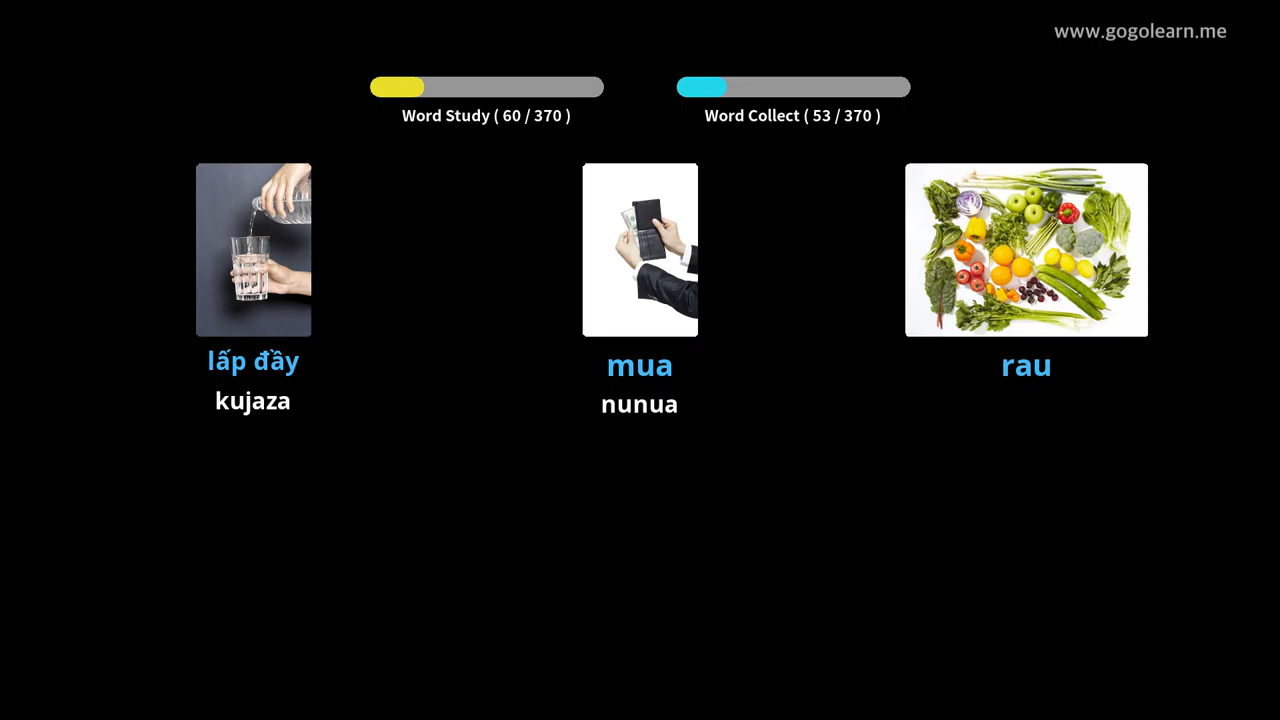 www.gogolearn.me
Word Study ( 60 / 370 )
Word Collect ( 53 / 370 )
lấp đầy
kujaza
mua
nunua
rau